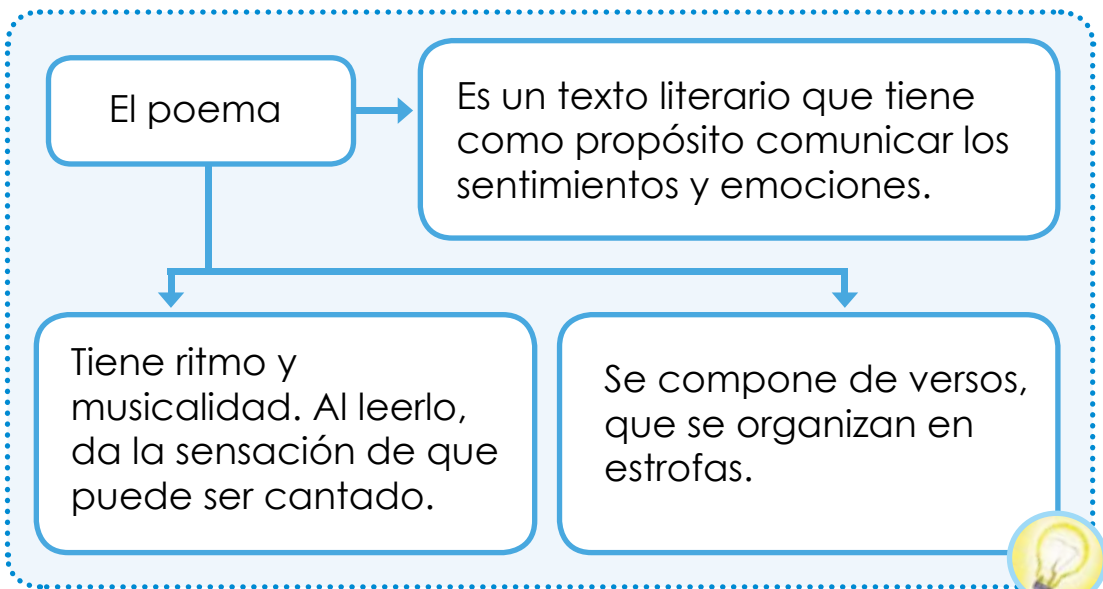 El poema
Es un texto literario que tiene
como propósito comunicar los
sentimientos y emociones.
Tiene ritmo y
musicalidad. Al leerlo,
da la sensación de que
puede ser cantado.
Se compone de versos,
que se organizan en
estrofas.